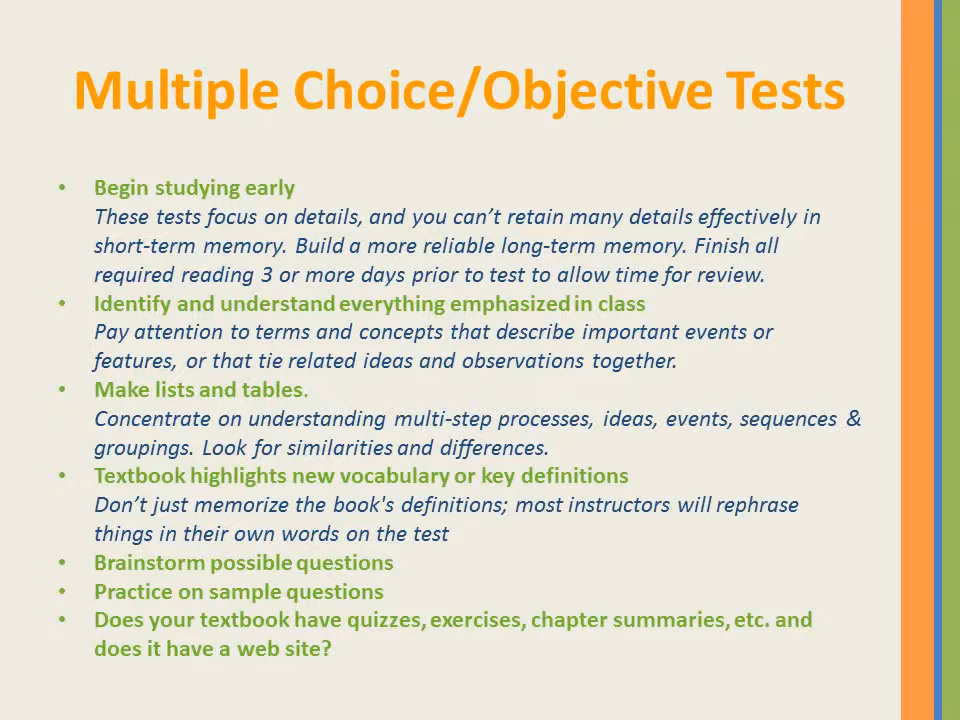 Multiple Choice/Objective Tests
• Begin studying early
These tests focus on details, and you can’t retain many details effectively in
short-term memory. Build a more reliable long-term memory. Finish all
required reading 3 or more days prior to test to allow time for review.
• Identify and understand everything emphasized in class
Pay attention to terms and concepts that describe important events or
features, or that tie related ideas and observations together.
• Make lists and tables.
Concentrate on understanding multi-step processes, ideas, events, sequences &
groupings. Look for similarities and differences.
• Textbook highlights new vocabulary or key definitions
Don’t just memorize the book's definitions; most instructors will rephrase
things in their own words on the test
• Brainstorm possible questions
• Practice on sample questions
• Does your textbook have quizzes, exercises, chapter summaries, etc. and
does it have a web site?